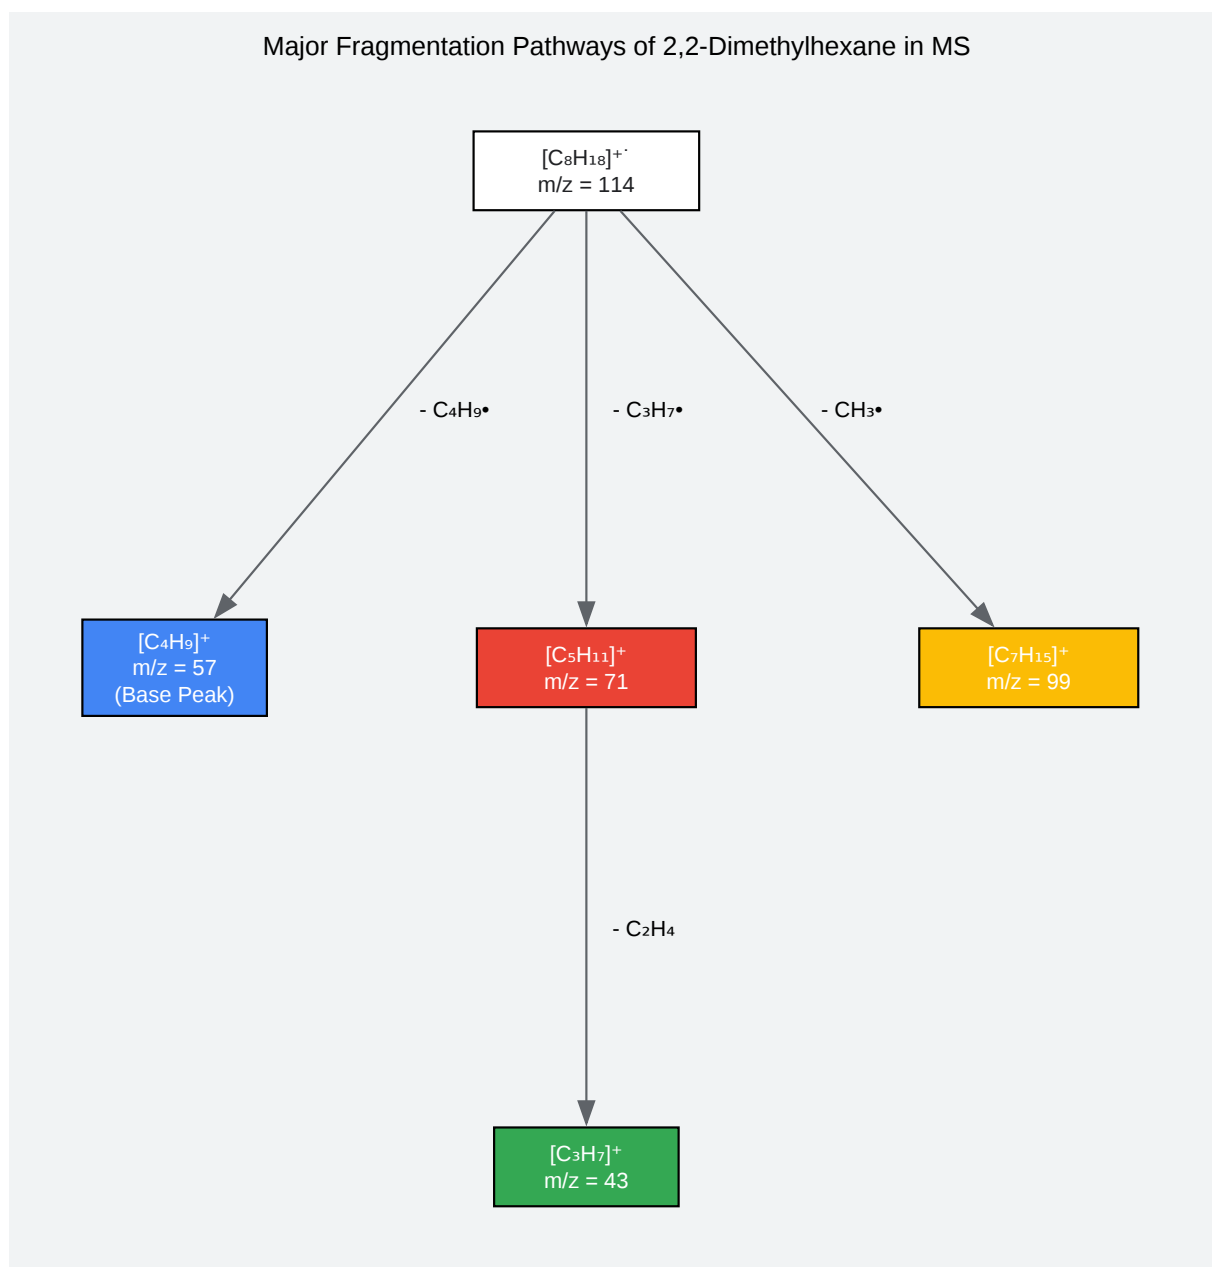 Major Fragmentation Pathways of 2,2-Dimethylhexane in MS
[C₈H₁₈]⁺˙
m/z = 114
- C₄H₉•
- C₃H₇•
- CH₃•
[C₄H₉]⁺
m/z = 57
(Base Peak)
[C₅H₁₁]⁺
m/z = 71
[C₇H₁₅]⁺
m/z = 99
- C₂H₄
[C₃H₇]⁺
m/z = 43